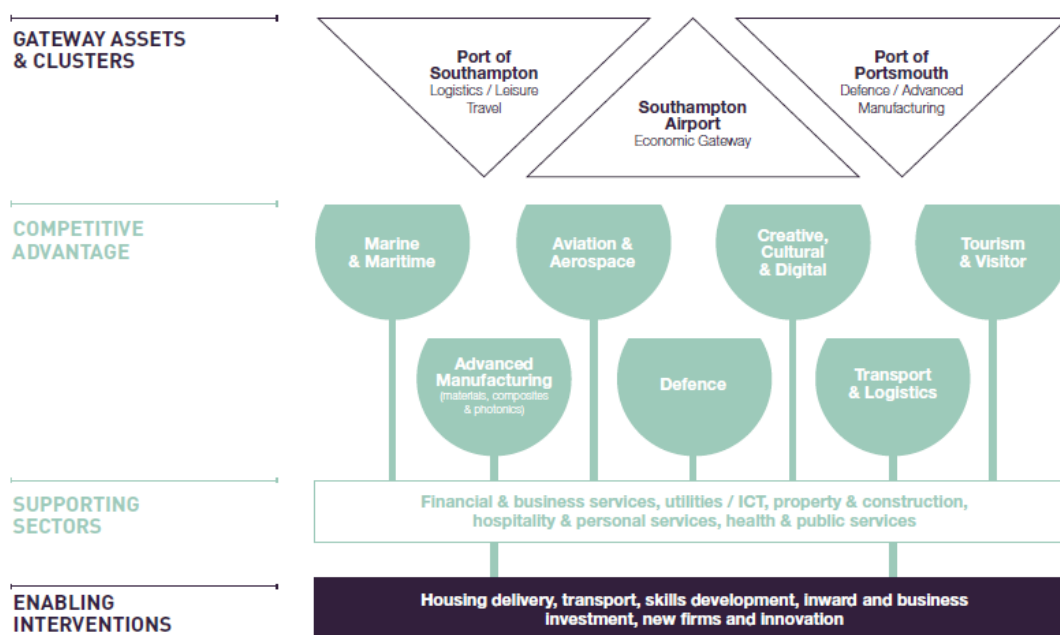 GATEWAY ASSETS
& CLUSTERS
Port of
Southampton
Logistics / Leisure
Travel
Southampton
Airport
Economic Gateway
Port of
Portsmouth
Defence / Advanced
Manufacturing
COMPETITIVE
ADVANTAGE
Marine
& Maritime
Aviation &
Aerospace
Creative,
Cultural
& Digital
Tourism
& Visitor
Advanced
Manufacturing
(materials, composites
& photonics)
Defence
Transport
& Logistics
SUPPORTING
SECTORS
Financial & business services, utilities / ICT, property & construction,
hospitality & personal services, health & public services
ENABLING
INTERVENTIONS
Housing delivery, transport, skills development, inward and business
investment, new firms and innovation